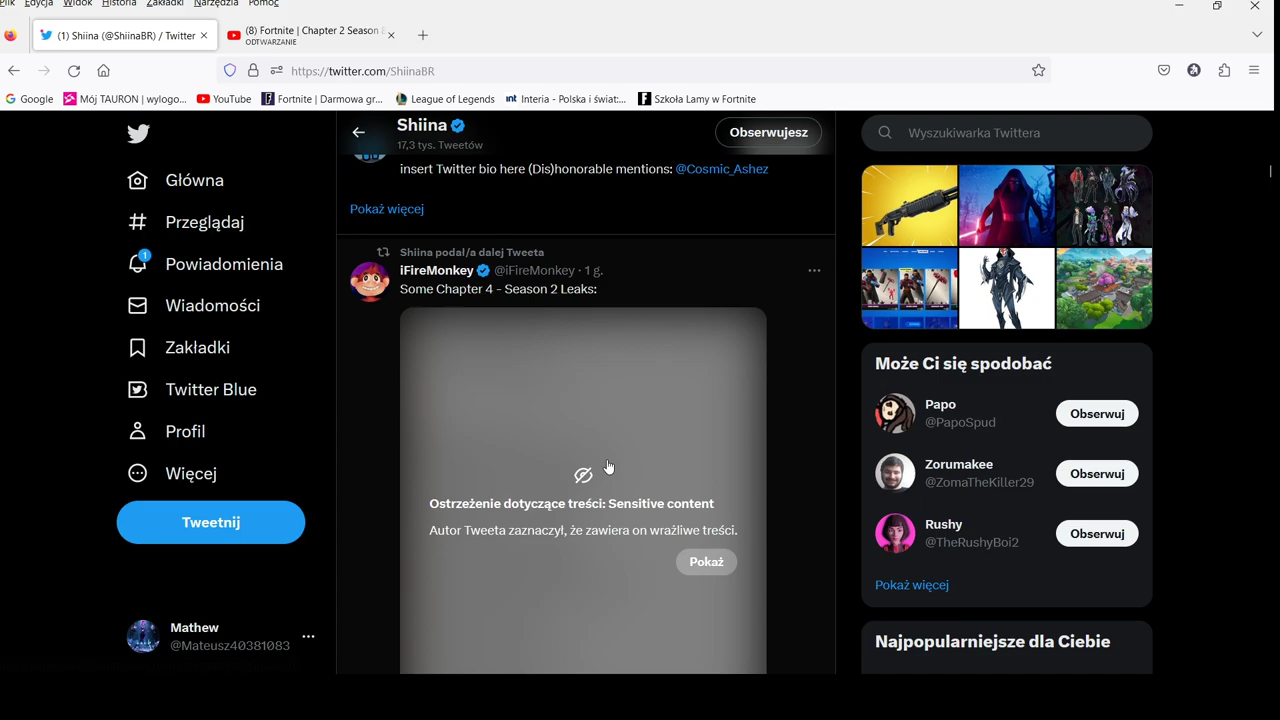 Plik Edycja Widok Historia Zakładki Narzędzia Pomoc
(1) Shiina (@ShiinaBR) / Twitter
(8) Fortnite | Chapter 2 Season
ODTWARZANIE
https://twitter.com/ShiinaBR
Google
Mój TAURON (wylogo...
YouTube
Fortnite | Darmowa gr...
League of Legends
Interia - Polska i świat:...
Szkoła Lamy w Fortnite
Główna
Przeglądaj
1
Powiadomienia
Wiadomości
Zakładki
Twitter Blue
Profil
Więcej
Tweetnij
Mathew
@Mateusz40381083
Shiina
17,3 tys. Tweetów
Obserwujesz
insert Twitter bio here (Dis)honorable mentions: @Cosmic_Ashez
Pokaż więcej
Shiina podał/a dalej Tweeta
iFireMonkey @iFireMonkey · 1 g.
Some Chapter 4 - Season 2 Leaks:
Ostrzeżenie dotyczące treści: Sensitive content
Autor Tweeta zaznaczył, że zawiera on wrażliwe treści.
Pokaż
Wyszukiwarka Twittera
Może Ci się spodobać
Papo
@PapoSpud
Obserwuj
Zorumakee
@ZomaTheKiller29
Obserwuj
Rushy
@TheRushyBoi2
Obserwuj
Pokaż więcej
Najpopularniejsze dla Ciebie